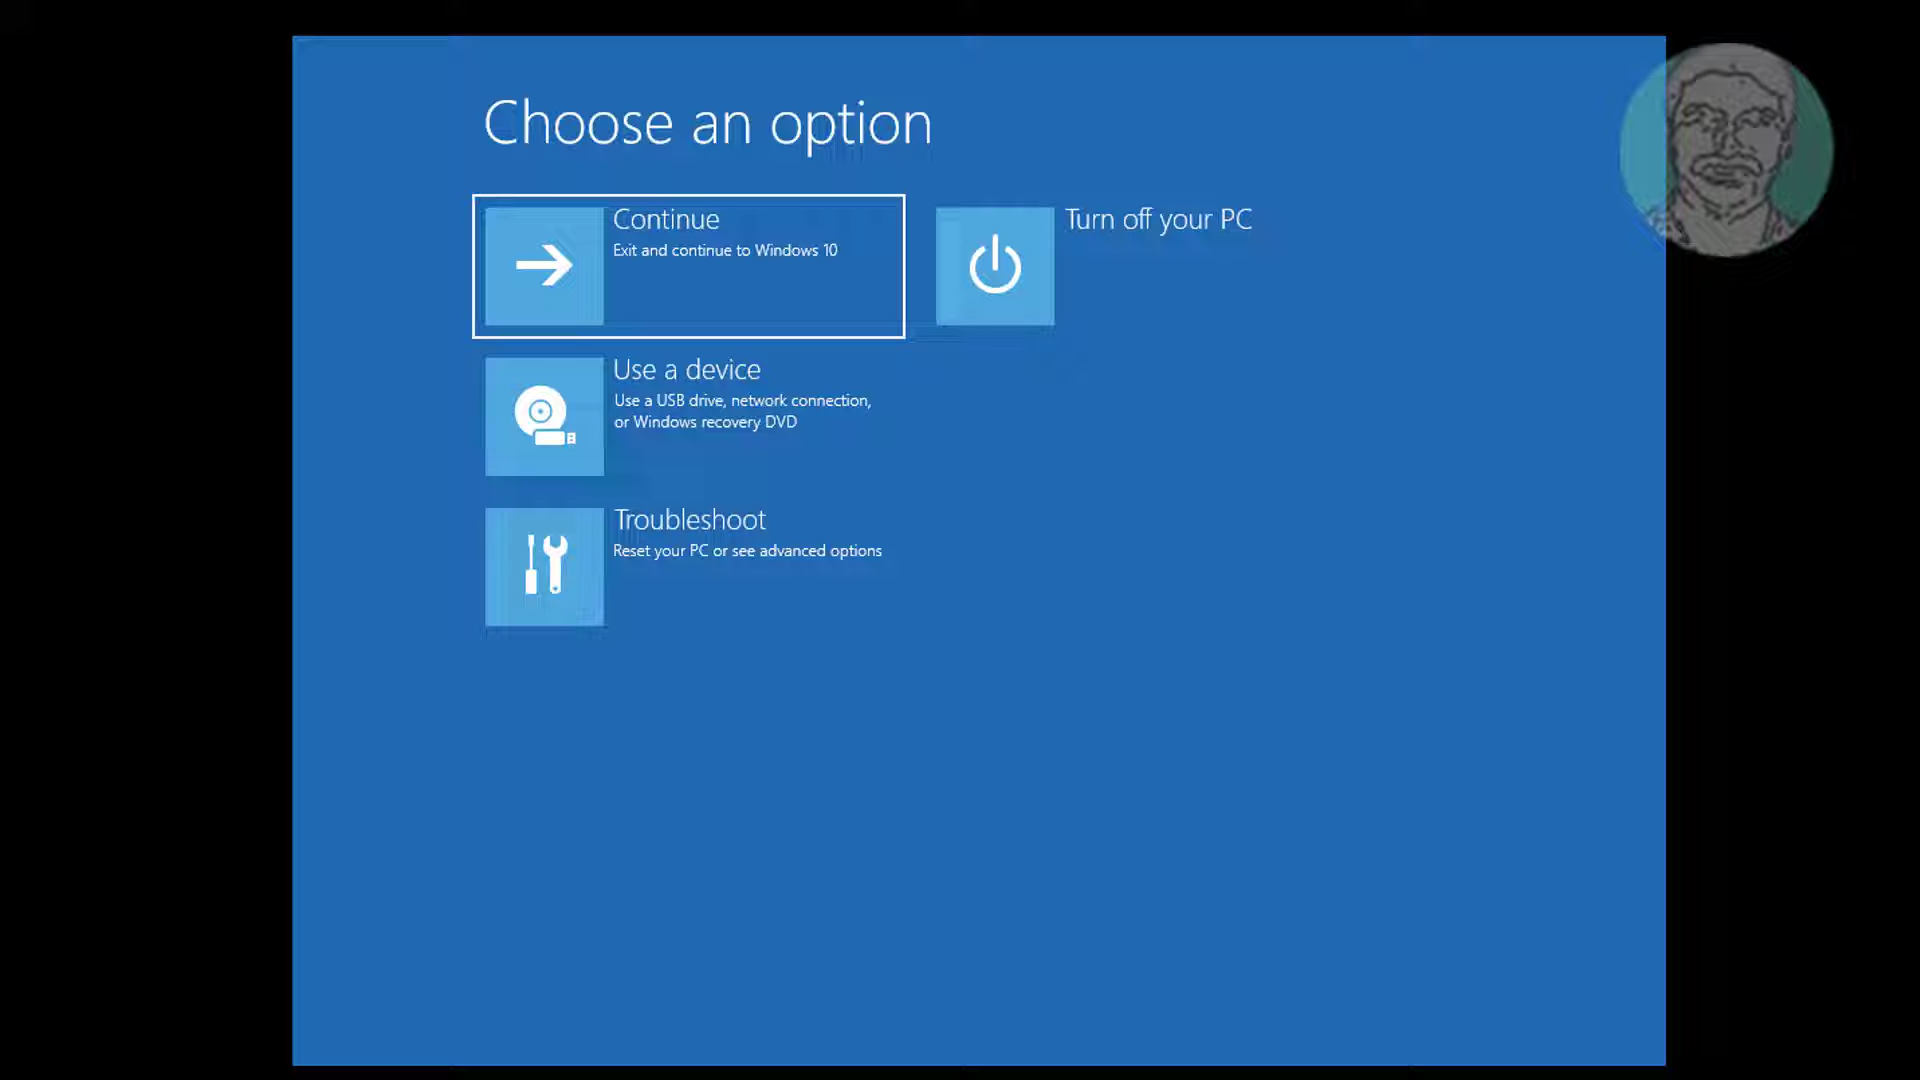 Choose an option
Continue
Exit and continue to Windows 10
Turn off your PC
Use a device
Use a USB drive, network connection,
or Windows recovery DVD
Troubleshoot
Reset your PC or see advanced options